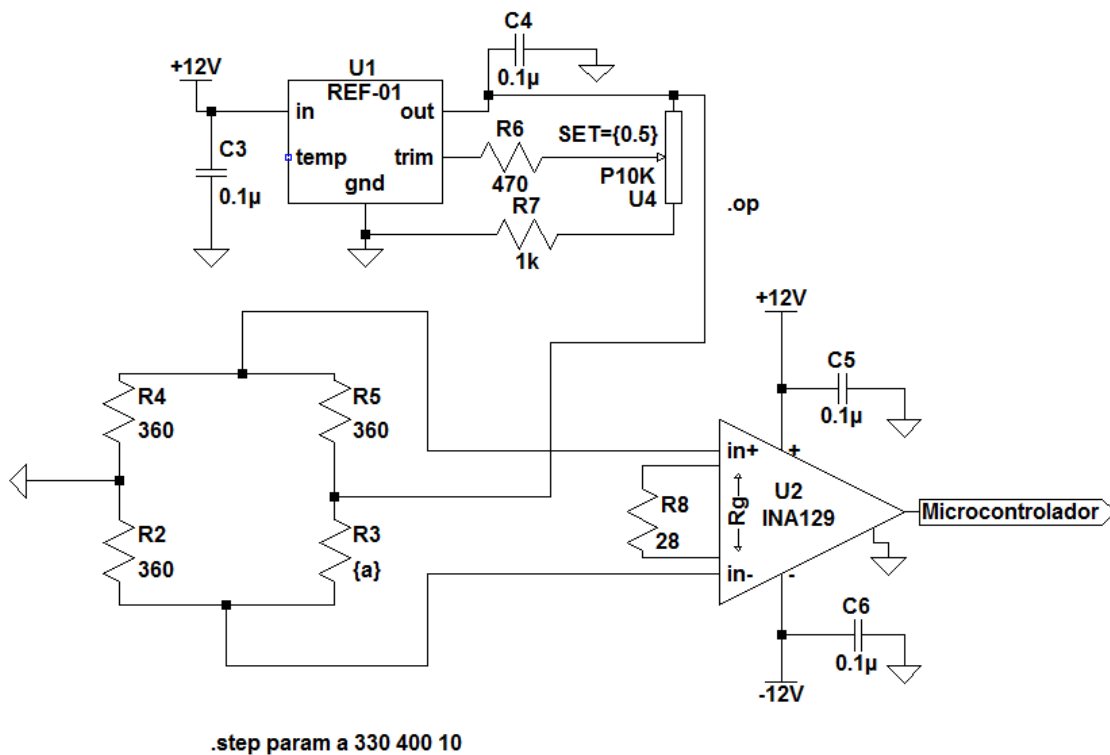 C4
0.1µ
+12V
U1
REF-01
in
out
R6
SET={0.5}
C3
temp
trim
P10K
0.1µ
gnd
470
U4
R7
.op
1k
+12V
C5
0.1µ
R4
360
R5
360
in+
+
R8
Rg
U2
INA129
Microcontrolador
28
R2
360
R3
{a}
in-
-
C6
0.1µ
-12V
.step param a 330 400 10